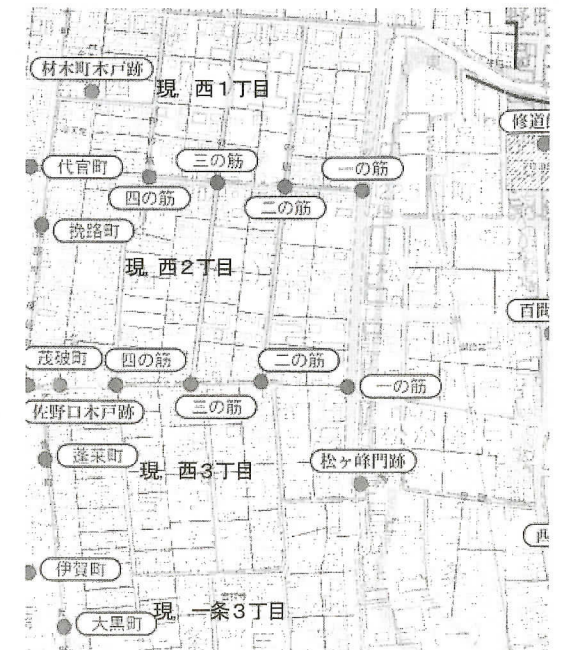 材木町木戸跡
現，西１丁目
修道
代官町
三の筋
一の筋
四の筋
二の筋
挽路町
現，西２丁目
百間
茂破町
四の筋
二の筋
一の筋
佐野口木戸跡
三の筋
蓬莱町
現，西３丁目
松ヶ峰門跡
西
伊賀町
大黒町
現，一条３丁目